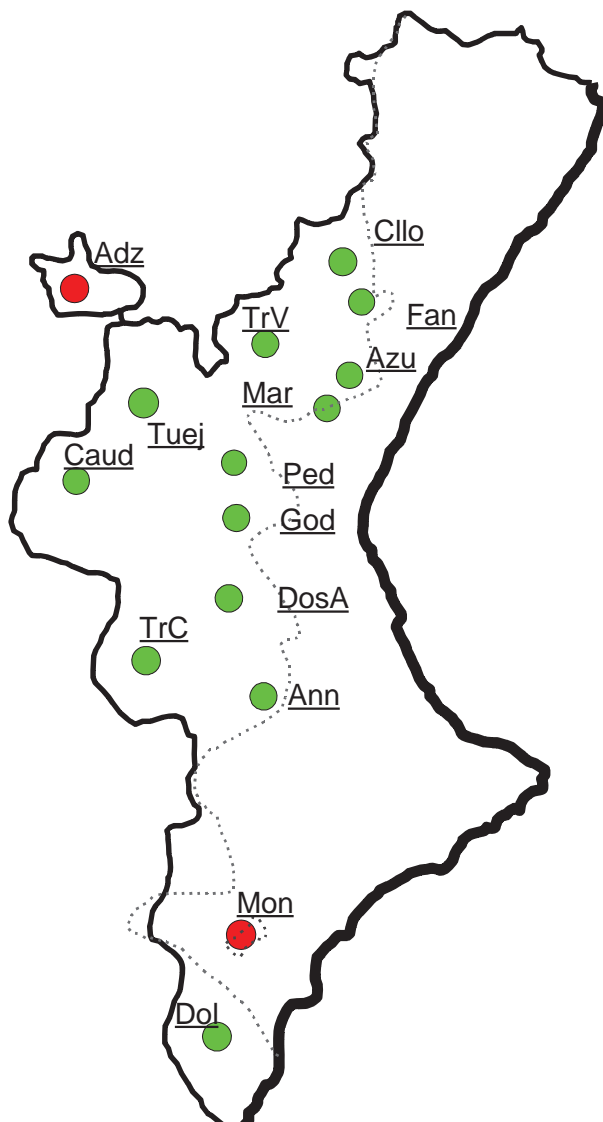 Cllo
Adz
Fan
TrV
Azu
Mar
Tuej
Caud
Ped
God
DosA
TrC
Ann
Mon
Dol